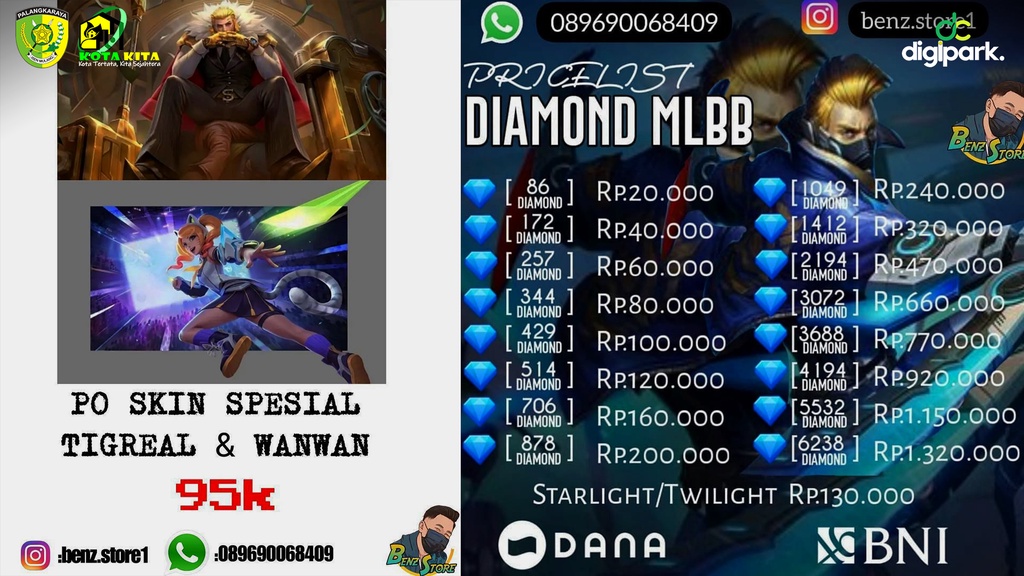 PALANGKARAYA
KOTA KITA
Kota Tertata, Kita Sejahtera
PO SKIN SPESIAL
TIGREAL & WANWAN
95k
:benz.store1
:089690068409
BENZ STORE
089690068409
benz.store1
digipark.
PRICELIST
DIAMOND MLBB
BENZ STORE
[ 86 DIAMOND ] Rp.20.000
[ 172 DIAMOND ] Rp.40.000
[ 257 DIAMOND ] Rp.60.000
[ 344 DIAMOND ] Rp.80.000
[ 429 DIAMOND ] Rp.100.000
[ 514 DIAMOND ] Rp.120.000
[ 706 DIAMOND ] Rp.160.000
[ 878 DIAMOND ] Rp.200.000
[1049 DIAMOND ] Rp.240.000
[1412 DIAMOND ] Rp.320.000
[2194 DIAMOND ] Rp.470.000
[3072 DIAMOND ] Rp.660.000
[3688 DIAMOND ] Rp.770.000
[4194 DIAMOND ] Rp.920.000
[5532 DIAMOND ] Rp.1.150.000
[6238 DIAMOND ] Rp.1.320.000
Starlight/Twilight Rp.130.000
DANA
BNI